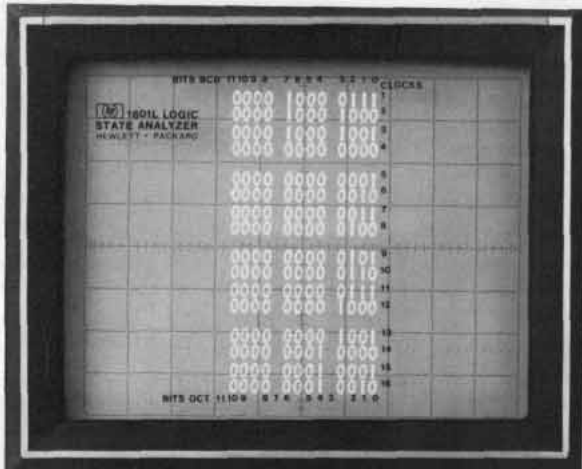 BITS BCD 11 10 9 8 7 6 5 4 3 2 1 0
CLOCKS
hp 1601L LOGIC
STATE ANALYZER
HEWLETT • PACKARD
0000 1000 0111 1
0000 1000 1000 2
0000 1000 1001 3
0000 0000 0000 4
0000 0000 0001 5
0000 0000 0010 6
0000 0000 0011 7
0000 0000 0100 8
0000 0000 0101 9
0000 0000 0110 10
0000 0000 0111 11
0000 0000 1000 12
0000 0000 1001 13
0000 0001 0000 14
0000 0001 0001 15
0000 0001 0010 16
BITS OCT 11 10 9 8 7 6 5 4 3 2 1 0